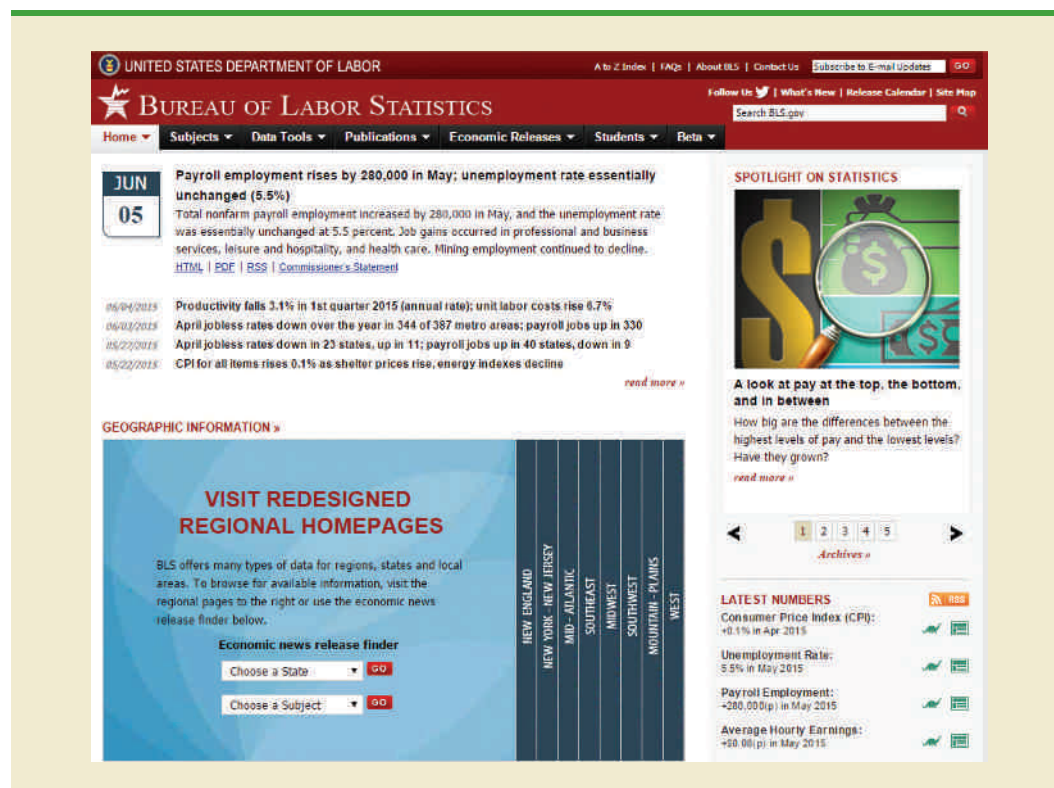 UNITED STATES DEPARTMENT OF LABOR
A to Z Index | FAQs | About BLS | Contact Us Subscribe to E-mail Updates GO
BUREAU OF LABOR STATISTICS
Follow Us | What's New | Release Calendar | Site Map
Search BLS.gov
Home Subjects Data Tools Publications Economic Releases Students Beta
JUN
05
Payroll employment rises by 280,000 in May; unemployment rate essentially
unchanged (5.5%)
Total nonfarm payroll employment increased by 280,000 in May, and the unemployment rate
was essentially unchanged at 5.5 percent. Job gains occurred in professional and business
services, leisure and hospitality, and health care. Mining employment continued to decline.
HTML | PDF | RSS | Commissioner's Statement
06/04/2015 Productivity falls 3.1% in 1st quarter 2015 (annual rate); unit labor costs rise 6.7%
06/03/2015 April jobless rates down over the year in 344 of 387 metro areas; payroll jobs up in 330
05/27/2015 April jobless rates down in 23 states, up in 11; payroll jobs up in 40 states, down in 9
05/22/2015 CPI for all items rises 0.1% as shelter prices rise, energy indexes decline
read more »
GEOGRAPHIC INFORMATION »
VISIT REDESIGNED
REGIONAL HOMEPAGES
BLS offers many types of data for regions, states and local
areas. To browse for available information, visit the
regional pages to the right or use the economic news
release finder below.
Economic news release finder
Choose a State GO
Choose a Subject GO
NEW ENGLAND
NEW YORK - NEW JERSEY
MID - ATLANTIC
SOUTHEAST
MIDWEST
SOUTHWEST
MOUNTAIN - PLAINS
WEST
SPOTLIGHT ON STATISTICS
A look at pay at the top, the bottom,
and in between
How big are the differences between the
highest levels of pay and the lowest levels?
Have they grown?
read more »
1 2 3 4 5
Archives »
LATEST NUMBERS RSS
Consumer Price Index (CPI):
+0.1% in Apr 2015
Unemployment Rate:
5.5% in May 2015
Payroll Employment:
+280,000(p) in May 2015
Average Hourly Earnings:
in May 2015